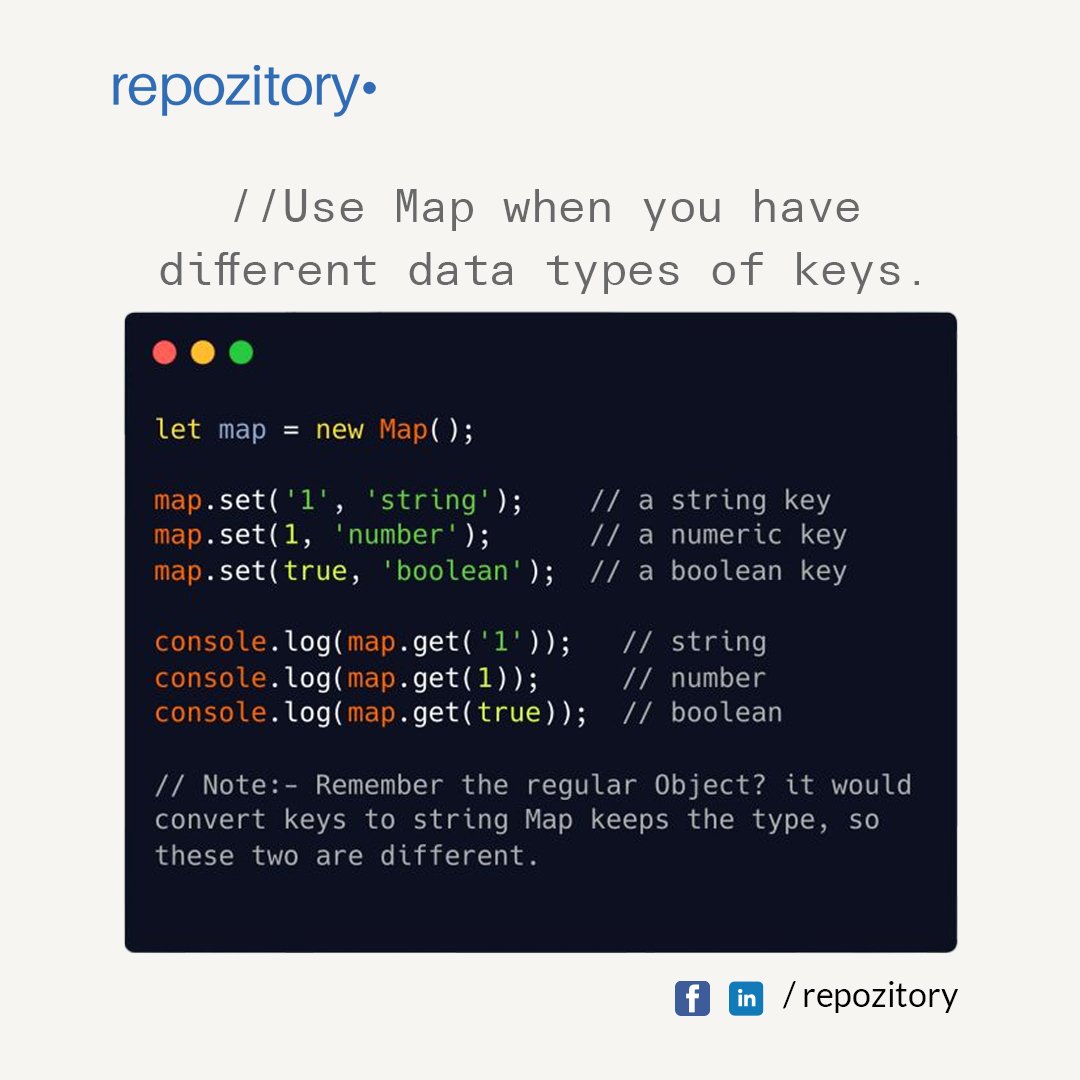 repozitory•
//Use Map when you have
different data types of keys.
let map = new Map();
map.set('1', 'string');    // a string key
map.set(1, 'number');      // a numeric key
map.set(true, 'boolean');  // a boolean key
console.log(map.get('1'));   // string
console.log(map.get(1));     // number
console.log(map.get(true));  // boolean
// Note:- Remember the regular Object? it would
convert keys to string Map keeps the type, so
these two are different.
f in /repozitory